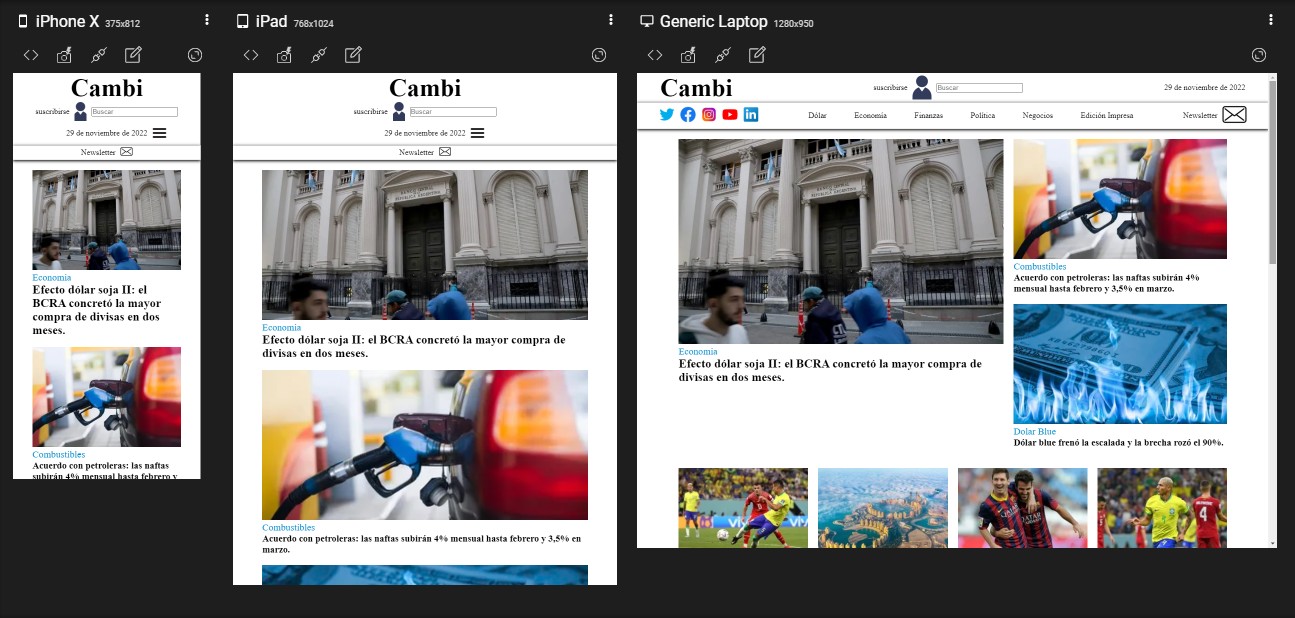 iPhone X 375x812
Cambi
suscribirse Buscar
29 de noviembre de 2022
Newsletter
Economía
Efecto dólar soja II: el
BCRA concretó la mayor
compra de divisas en dos
meses.
Combustibles
Acuerdo con petroleras: las naftas
subirán 4% mensual hasta febrero y
iPad 768x1024
Cambi
suscribirse Buscar
29 de noviembre de 2022
Newsletter
BANCO CENTRAL
Economía
Efecto dólar soja II: el BCRA concretó la mayor compra de
divisas en dos meses.
Combustibles
Acuerdo con petroleras: las naftas subirán 4% mensual hasta febrero y 3,5% en
marzo.
Generic Laptop 1280x950
Cambi
suscribirse Buscar
29 de noviembre de 2022
Dólar Economía Finanzas Política Negocios Edición Impresa Newsletter
BANCO CENTRAL
Economía
Efecto dólar soja II: el BCRA concretó la mayor compra de
divisas en dos meses.
Combustibles
Acuerdo con petroleras: las naftas subirán 4%
mensual hasta febrero y 3,5% en marzo.
Dolar Blue
Dólar blue frenó la escalada y la brecha rozó el 90%.
4